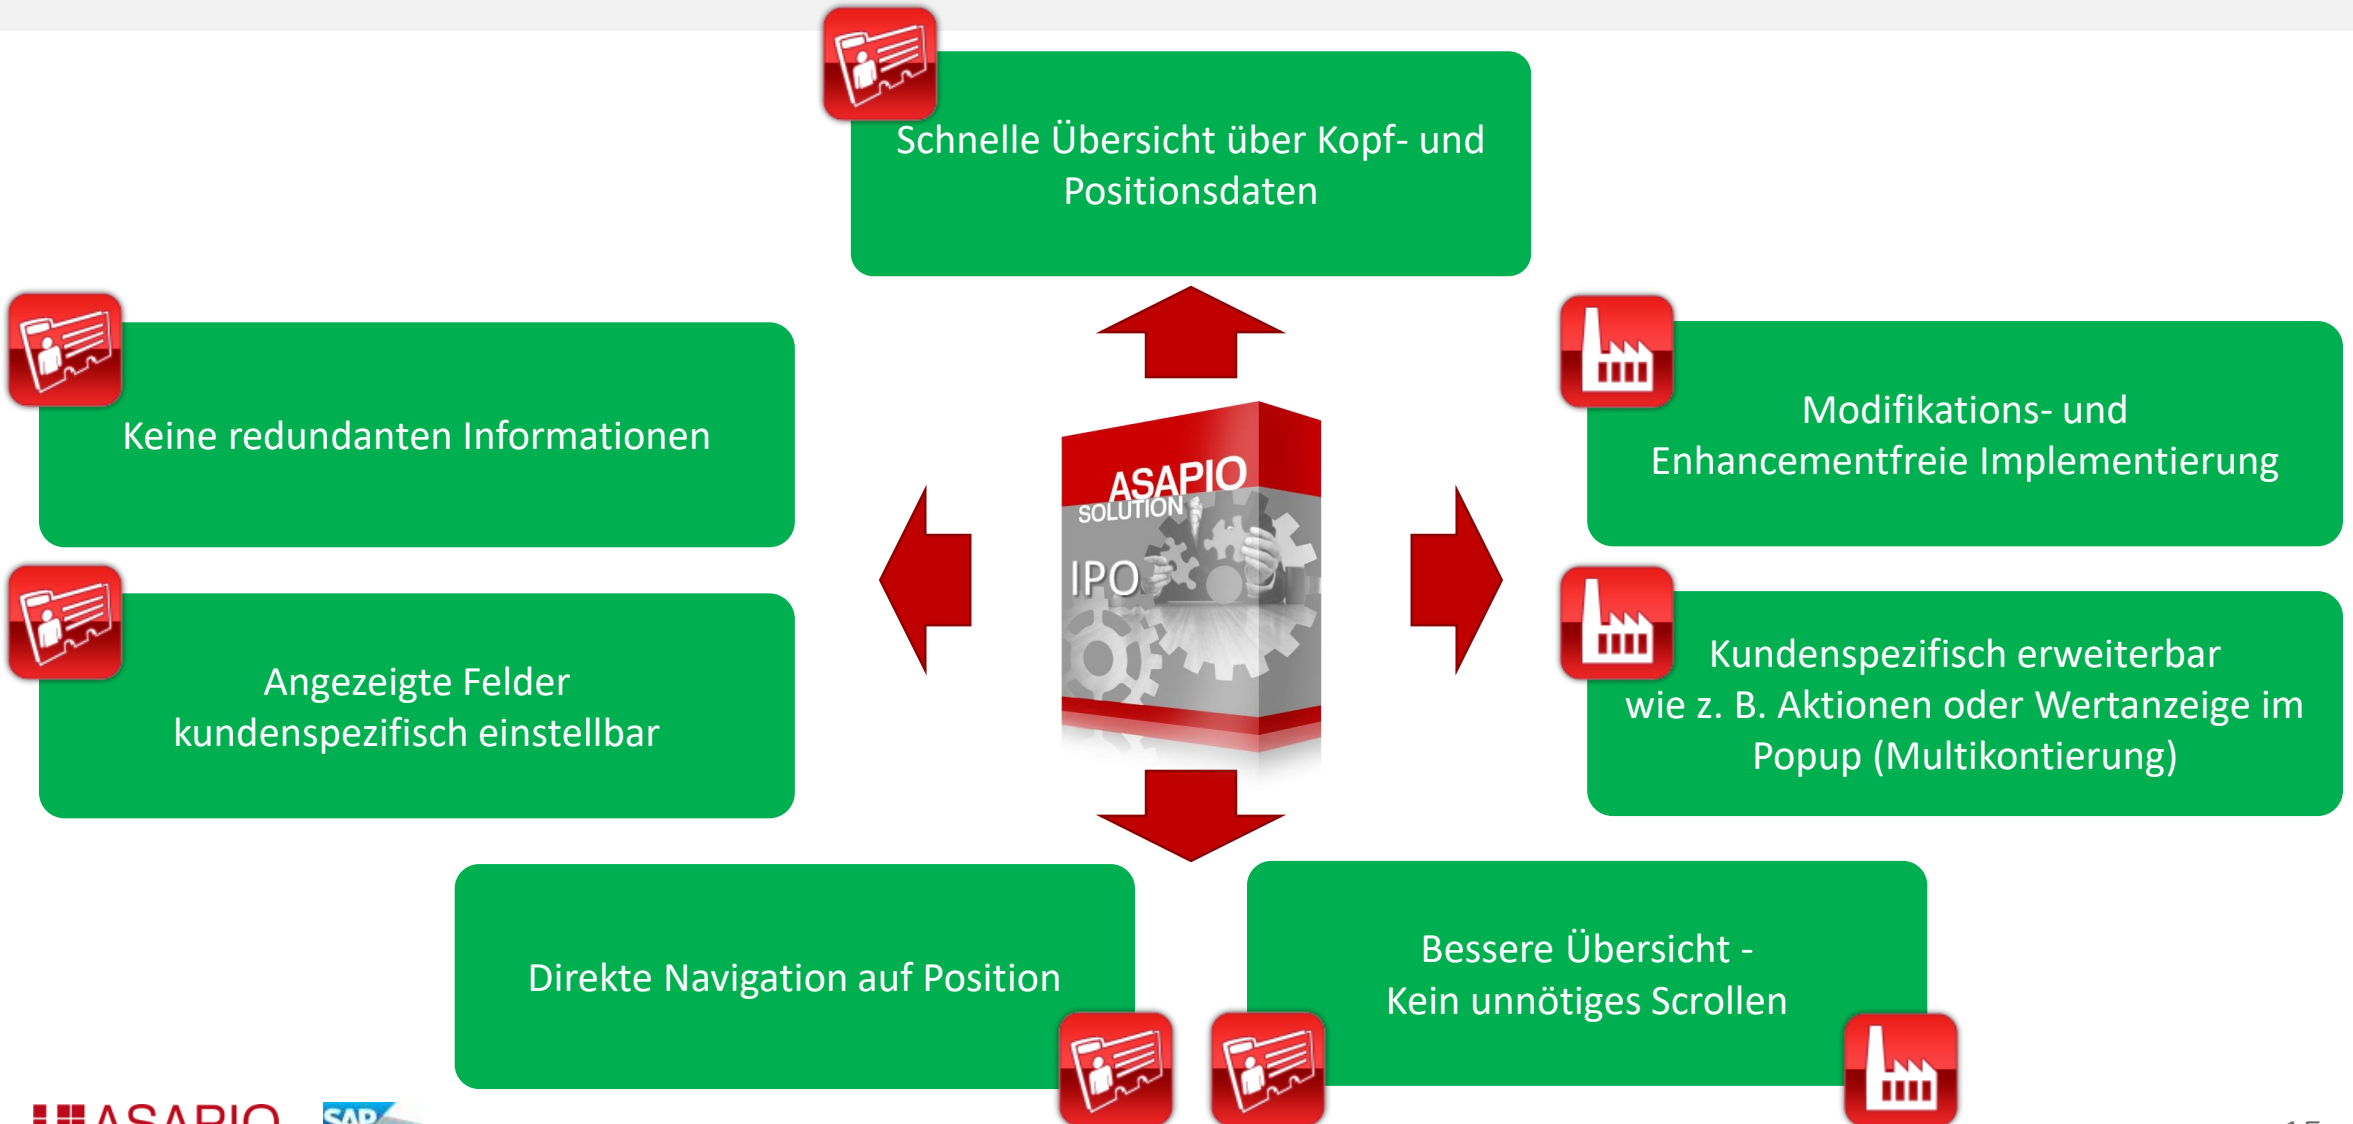 Schnelle Übersicht über Kopf- und
Positionsdaten
Keine redundanten Informationen
Modifikations- und
Enhancementfreie Implementierung
ASAPIO
SOLUTION
IPO
Angezeigte Felder
kundenspezifisch einstellbar
Kundenspezifisch erweiterbar
wie z. B. Aktionen oder Wertanzeige im
Popup (Multikontierung)
Direkte Navigation auf Position
Bessere Übersicht -
Kein unnötiges Scrollen
ASAPIO
SAP